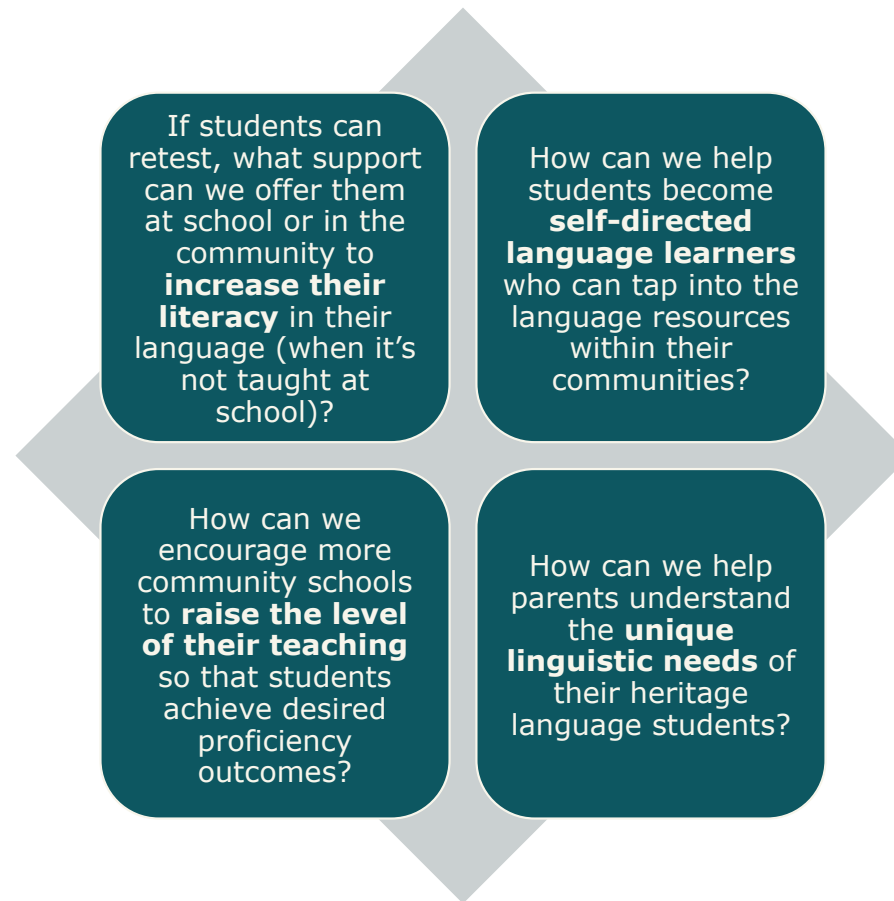 If students can
retest, what support
can we offer them
at school or in the
community to
increase their
literacy in their
language (when it's
not taught at
school)?
How can we help
students become
self-directed
language learners
who can tap into the
language resources
within their
communities?
How can we
encourage more
community schools
to raise the level
of their teaching
so that students
achieve desired
proficiency
outcomes?
How can we help
parents understand
the unique
linguistic needs of
their heritage
language students?